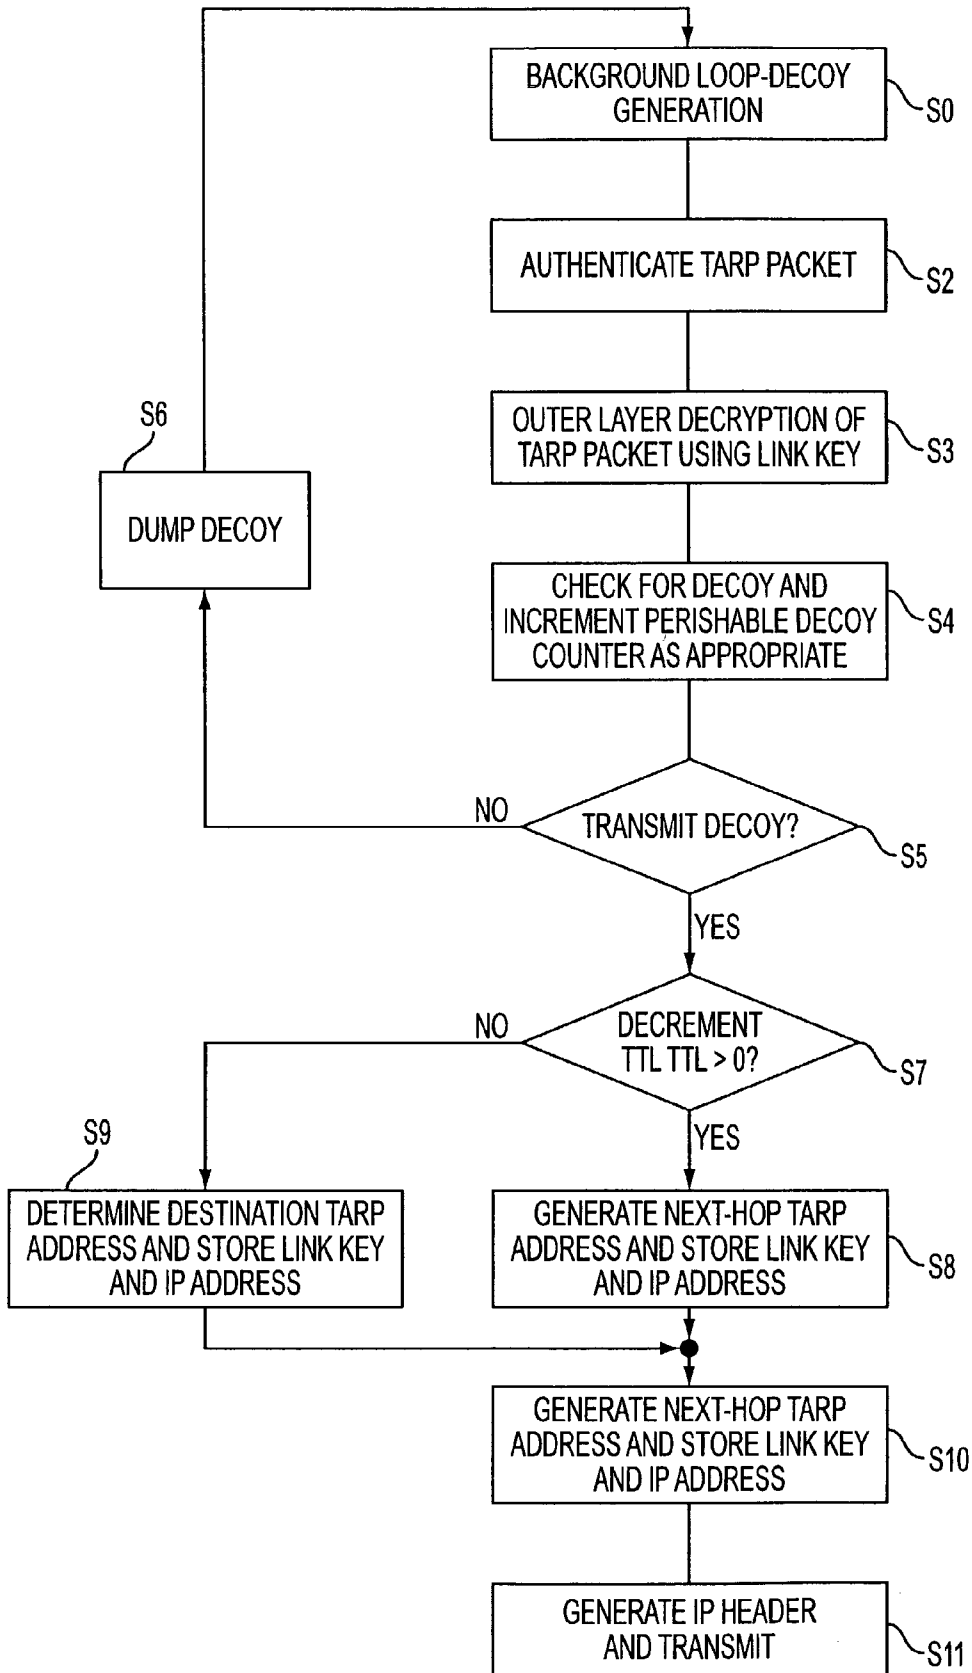 BACKGROUND LOOP-DECOY
GENERATION
S0
AUTHENTICATE TARP PACKET
S2
OUTER LAYER DECRYPTION OF
TARP PACKET USING LINK KEY
S3
S6
DUMP DECOY
CHECK FOR DECOY AND
INCREMENT PERISHABLE DECOY
COUNTER AS APPROPRIATE
S4
NO
TRANSMIT DECOY?
S5
YES
NO
DECREMENT
TTL TTL > 0?
S7
YES
S9
DETERMINE DESTINATION TARP
ADDRESS AND STORE LINK KEY
AND IP ADDRESS
GENERATE NEXT-HOP TARP
ADDRESS AND STORE LINK KEY
AND IP ADDRESS
S8
GENERATE NEXT-HOP TARP
ADDRESS AND STORE LINK KEY
AND IP ADDRESS
S10
GENERATE IP HEADER
AND TRANSMIT
S11